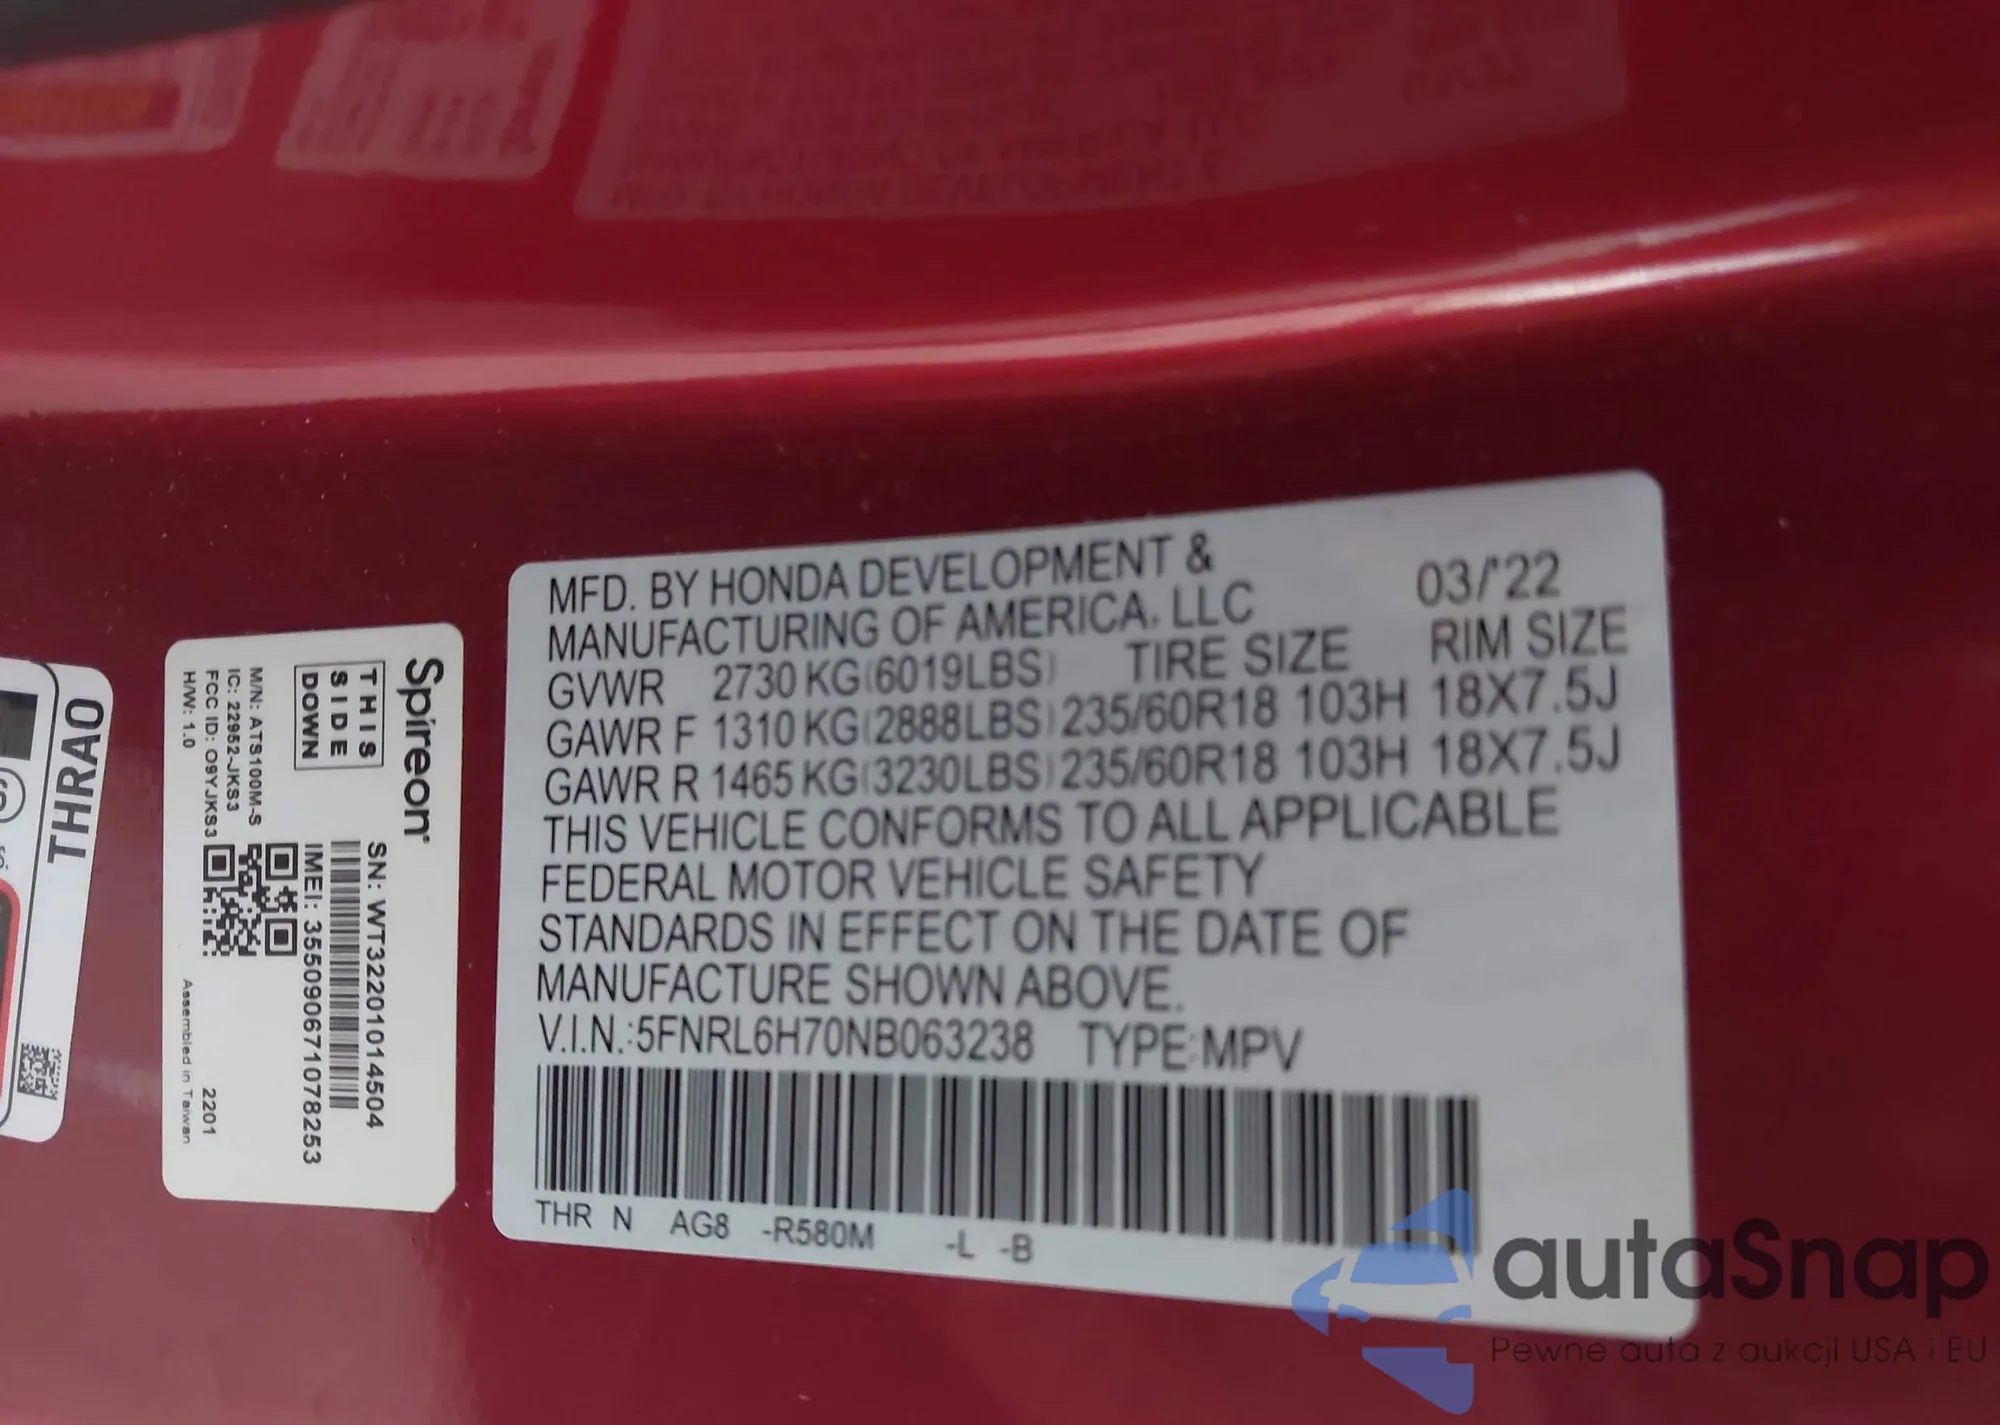 MFD. BY HONDA DEVELOPMENT & 03/'22
MANUFACTURING OF AMERICA, LLC
GVWR 2730 KG(6019LBS) TIRE SIZE RIM SIZE
GAWR F 1310 KG(2888LBS) 235/60R18 103H 18X7.5J
GAWR R 1465 KG(3230LBS) 235/60R18 103H 18X7.5J
THIS VEHICLE CONFORMS TO ALL APPLICABLE
FEDERAL MOTOR VEHICLE SAFETY
STANDARDS IN EFFECT ON THE DATE OF
MANUFACTURE SHOWN ABOVE.
V.I.N.:5FNRL6H70NB063238 TYPE:MPV
THR N AG8 -R580M -L -B
Spireon
THIS
SIDE
DOWN
SN: WT32201014504
IMEI: 355090671078253
M/N: ATS100M-S
IC: 22952-JKS3
FCC ID: O9YJKS3
H/W: 1.0
2201
Assembled in Taiwan
THRA0
autaSnap
Pewne auta z aukcji USA i EU